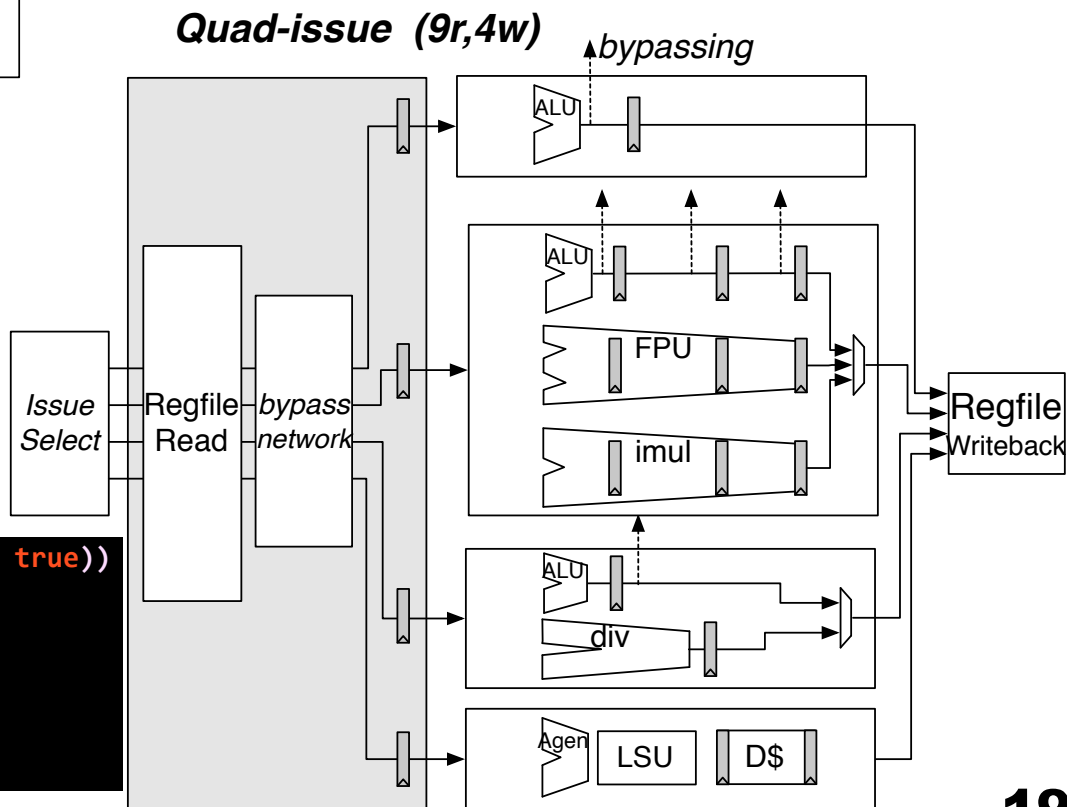 Quad-issue (9r,4w)
bypassing
ALU
ALU
FPU
imul
Issue
Select
Regfile
Read
bypass
network
Regfile
Writeback
true))
ALU
div
Agen
LSU
D$